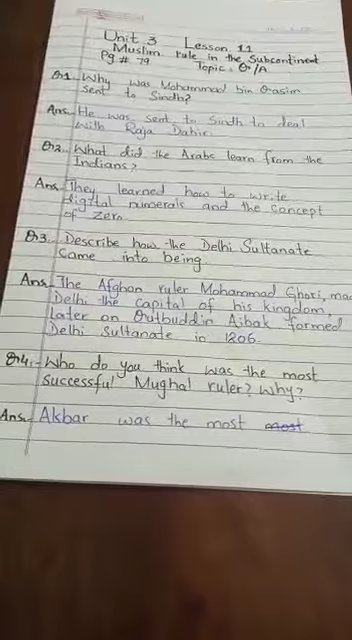 Unit 3 Lesson 11
Muslim rule in the Subcontinent
Pg # 79 Topic: Q/A
Q1. Why was Mohammad bin Qasim
sent to Sindh?
Ans. He was sent to Sindh to deal
with Raja Dahir.
Q2. What did the Arabs learn from the
Indians?
Ans. They learned how to write
digital numerals and the concept
of Zero.
Q3. Describe how the Delhi Sultanate
Came into being
Ans. The Afghan ruler Mohammad Ghori, mad
Delhi the capital of his kingdom,
Later on Qutbuddin Aibak formed
Delhi Sultanate in 1206.
Q4. Who do you think was the most
successful Mughal ruler? Why?
Ans. Akbar was the most most